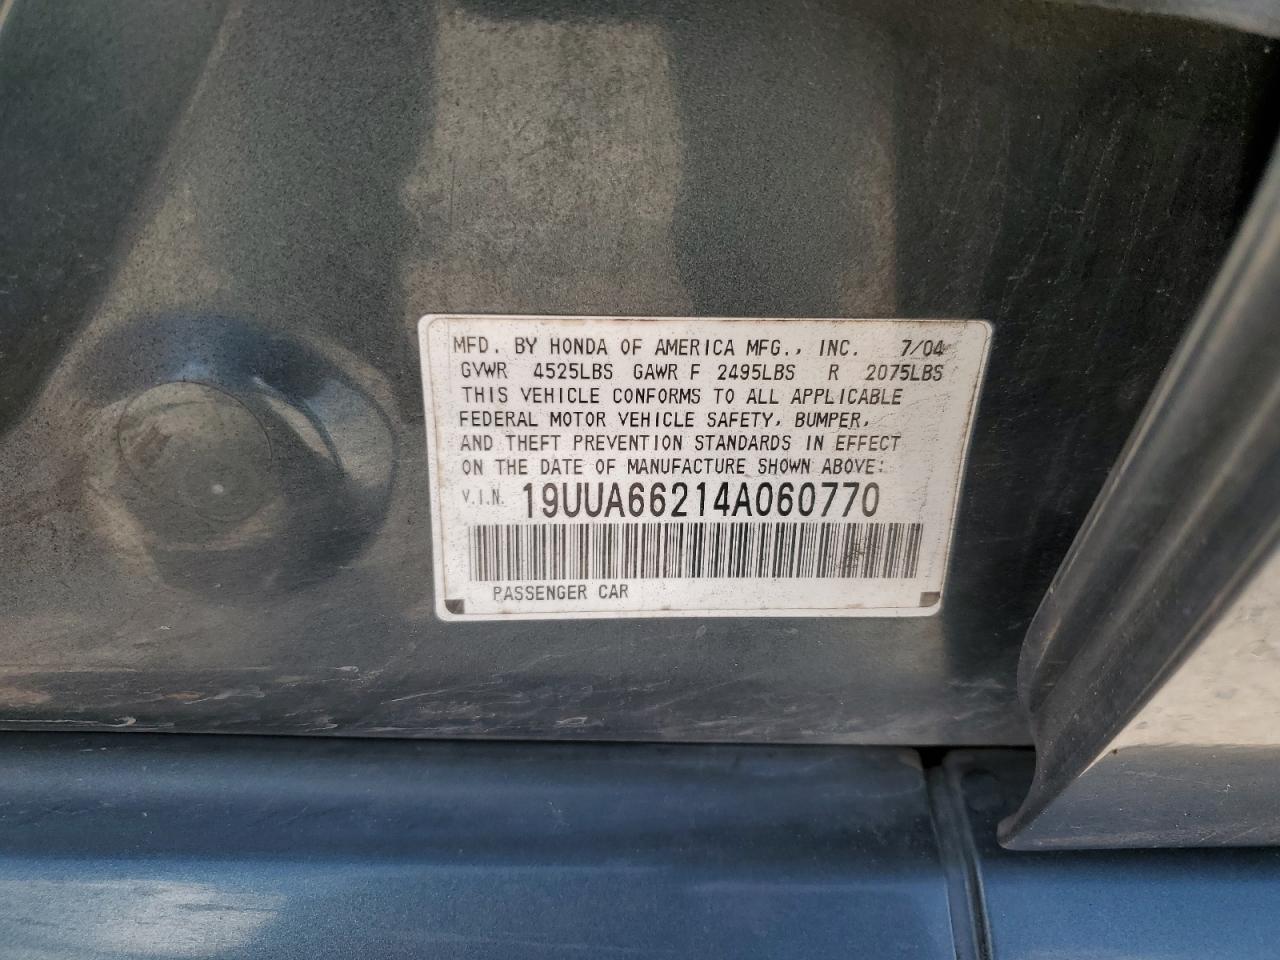 MFD. BY HONDA OF AMERICA MFG., INC. 7/04
GVWR 4525LBS GAWR F 2495LBS R 2075LBS
THIS VEHICLE CONFORMS TO ALL APPLICABLE
FEDERAL MOTOR VEHICLE SAFETY, BUMPER,
AND THEFT PREVENTION STANDARDS IN EFFECT
ON THE DATE OF MANUFACTURE SHOWN ABOVE:
V.I.N. 19UUA66214A060770
PASSENGER CAR